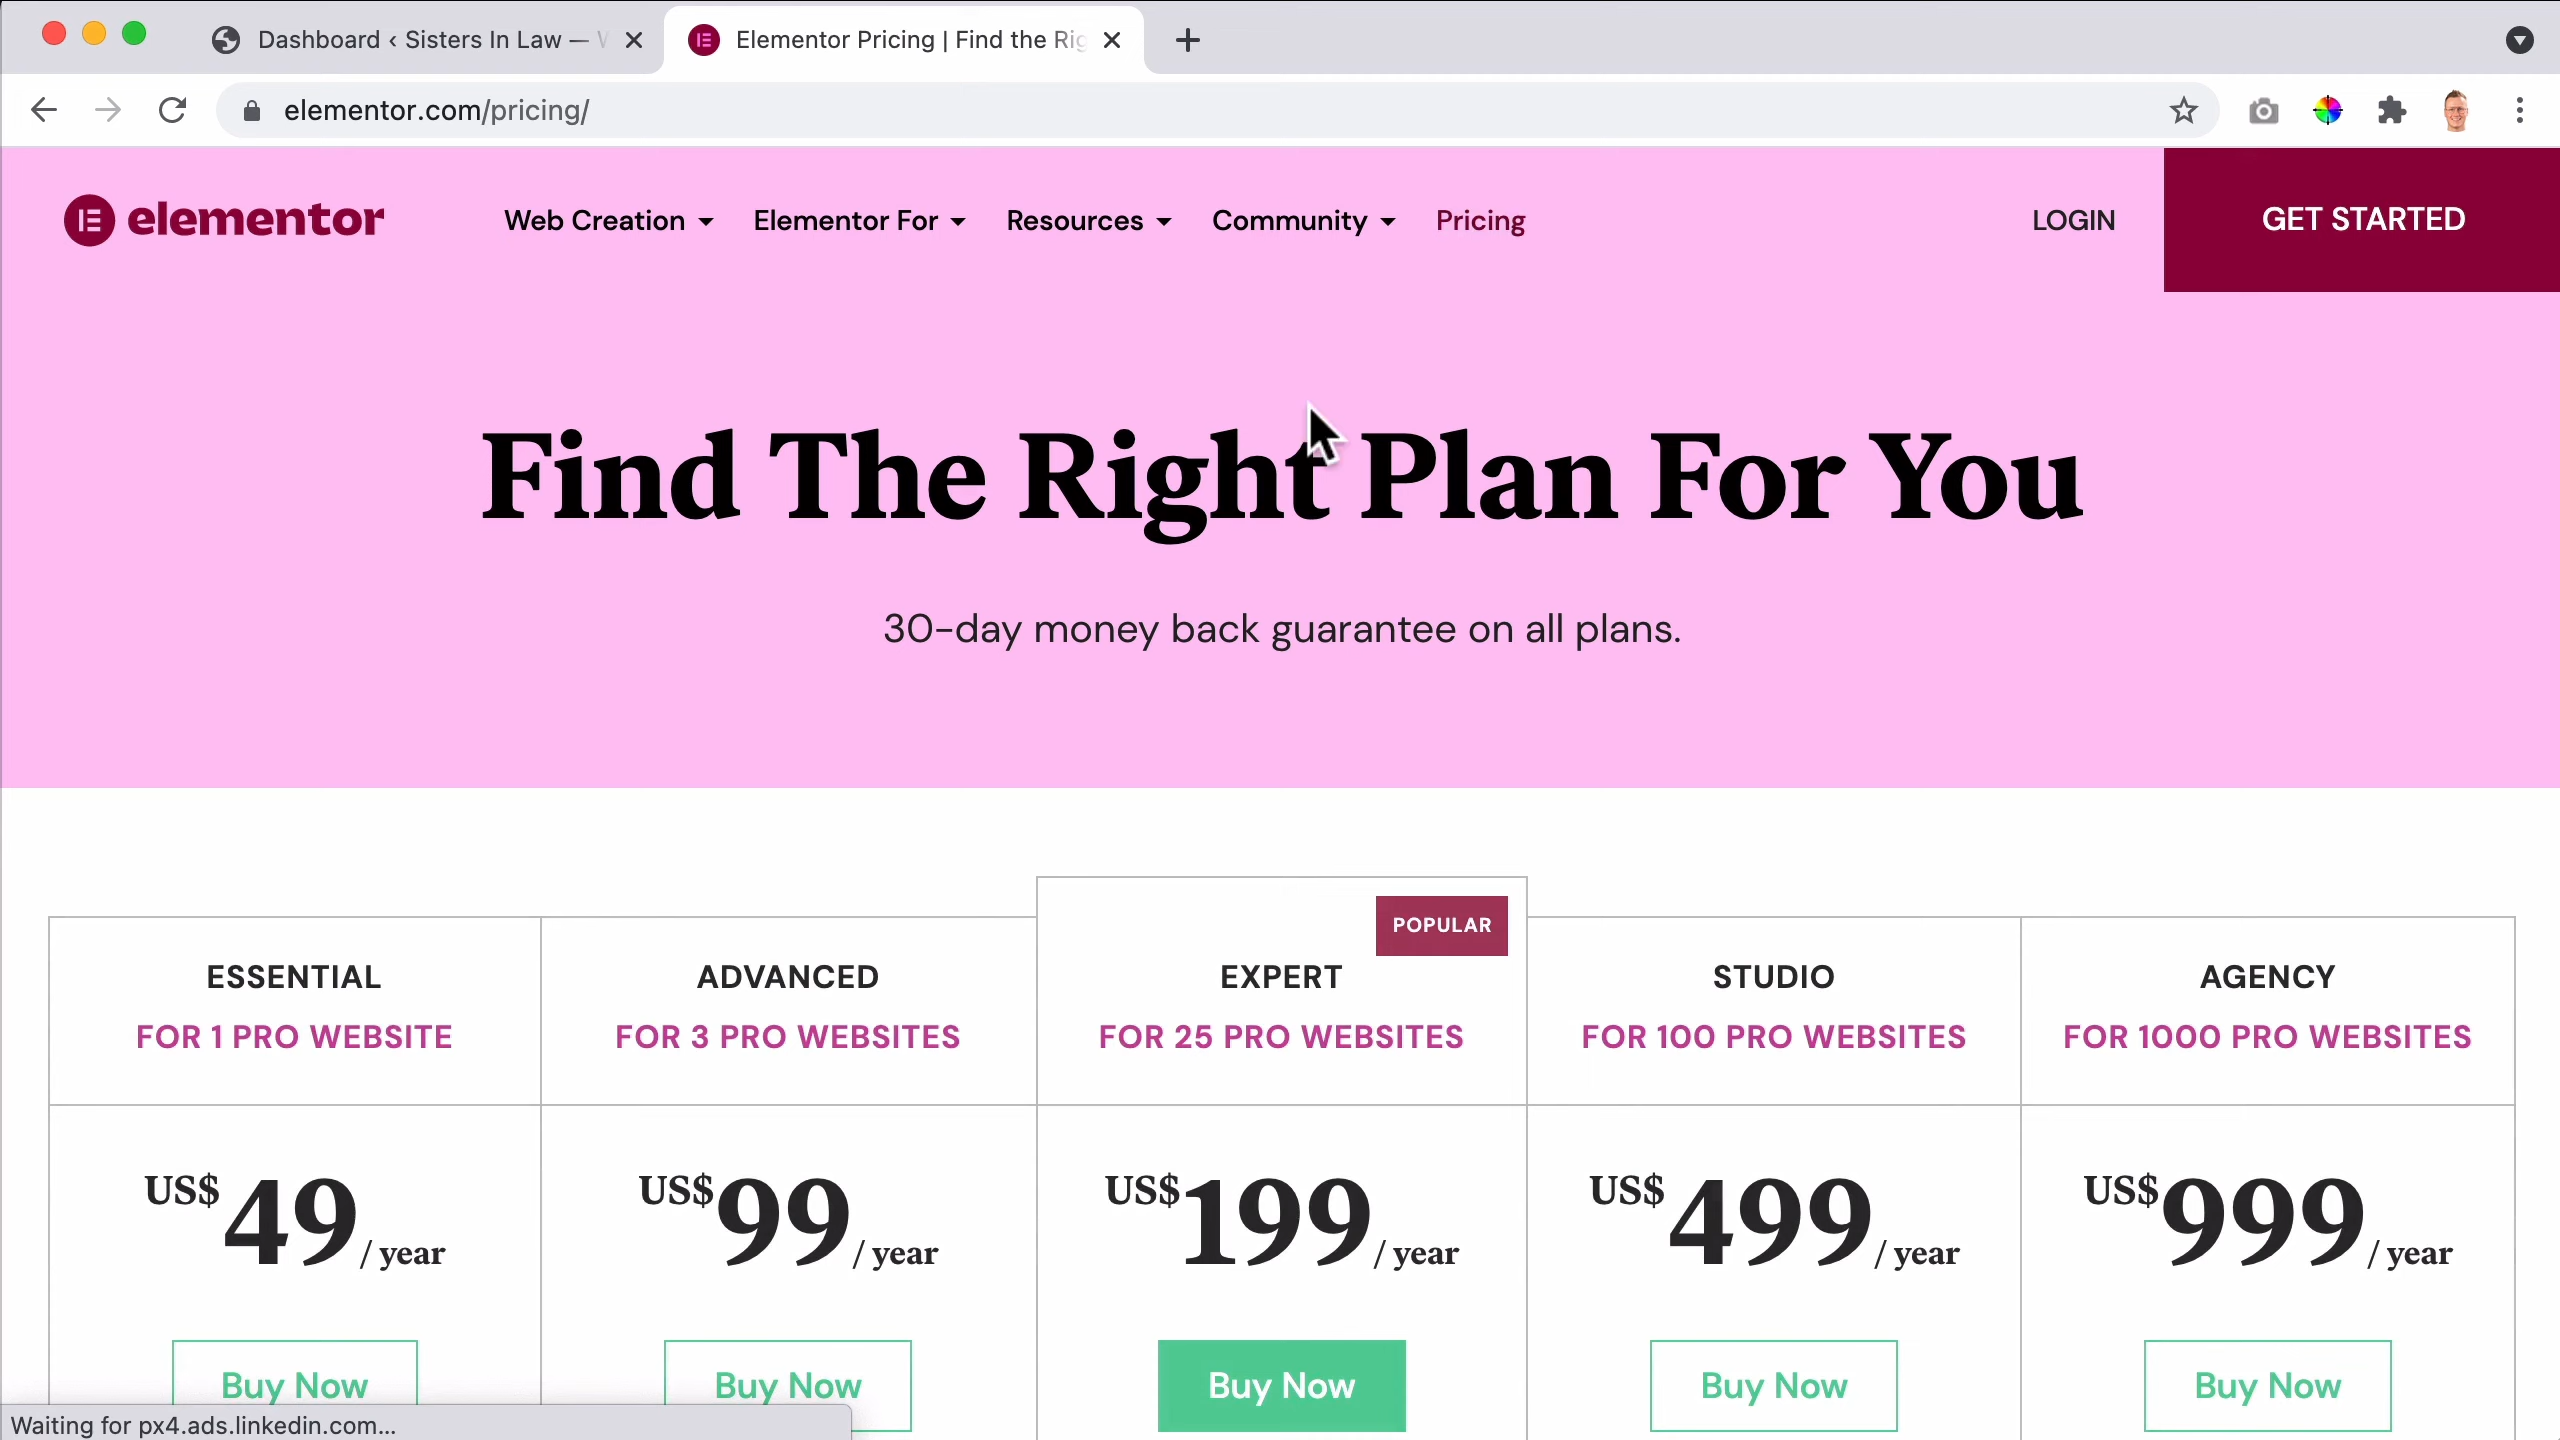 Dashboard ‹ Sisters In Law —
Elementor Pricing | Find the Rig
elementor.com/pricing/
elementor
Web Creation
Elementor For
Resources
Community
Pricing
LOGIN
GET STARTED
Find The Right Plan For You
30-day money back guarantee on all plans.
POPULAR
ESSENTIAL
FOR 1 PRO WEBSITE
US$49/ year
Buy Now
ADVANCED
FOR 3 PRO WEBSITES
US$99/ year
Buy Now
EXPERT
FOR 25 PRO WEBSITES
US$199/ year
Buy Now
STUDIO
FOR 100 PRO WEBSITES
US$499/ year
Buy Now
AGENCY
FOR 1000 PRO WEBSITES
US$999/ year
Buy Now
Waiting for px4.ads.linkedin.com...